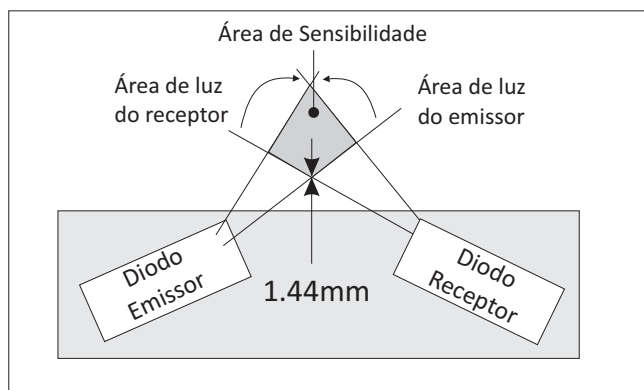 Área de Sensibilidade
Área de luz
do receptor
Área de luz
do emissor
Diodo
Emissor
1.44mm
Diodo
Receptor